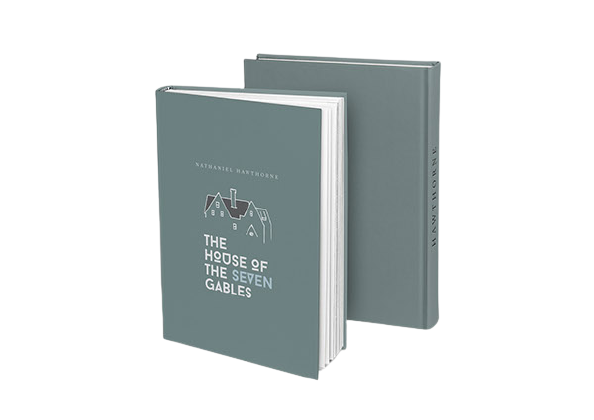 NATHANIEL HAWTHORNE
THE
HOUSE OF
THE SEVEN
GABLES
HAWTHORNE